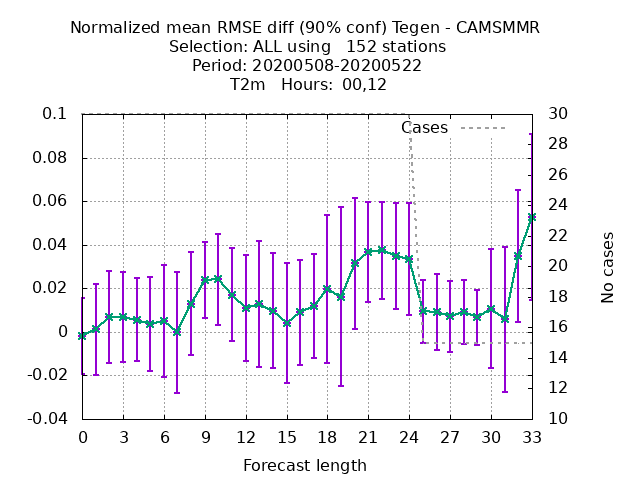 Normalized mean RMSE diff (90% conf) Tegen - CAMSMMR
Selection: ALL using   152 stations
Period: 20200508-20200522
T2m   Hours: 00,12
Cases
0.1
0.08
0.06
0.04
0.02
0
-0.02
-0.04
30
28
26
24
22
20
18
16
14
12
10
No cases
0 3 6 9 12 15 18 21 24 27 30 33
Forecast length